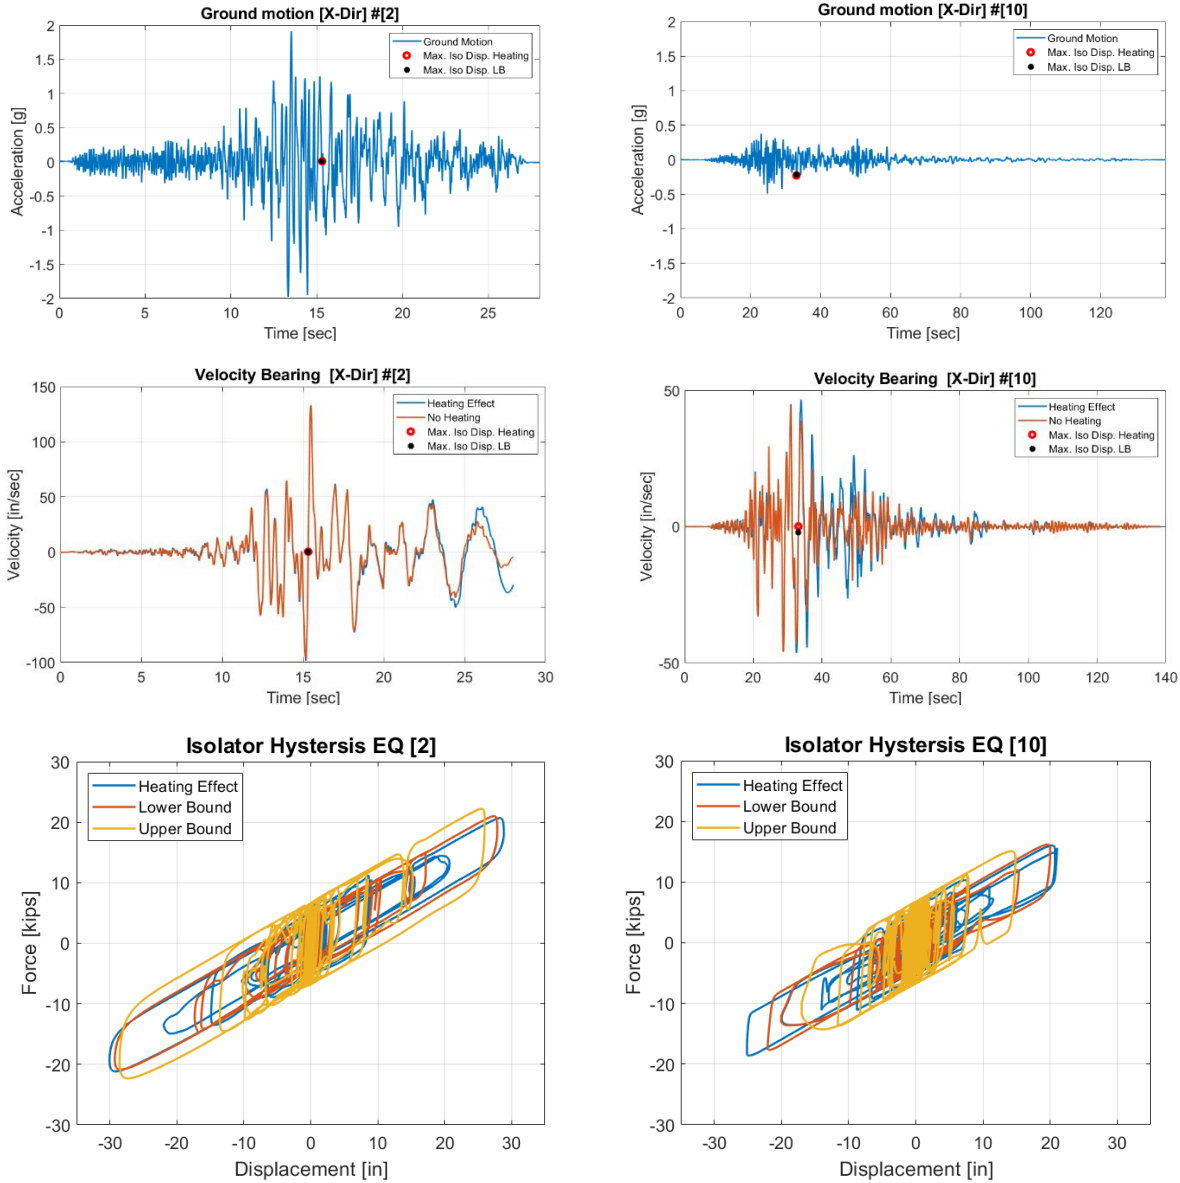 Ground motion [X-Dir] #[2]
Acceleration [g]
2
1.5
1
0.5
0
-0.5
-1
-1.5
-2
Ground Motion
Max. Iso Disp. Heating
Max. Iso Disp. LB
0 5 10 15 20 25
Time [sec]
Ground motion [X-Dir] #[10]
Acceleration [g]
2
1.5
1
0.5
0
-0.5
-1
-1.5
-2
Ground Motion
Max. Iso Disp. Heating
Max. Iso Disp. LB
0 20 40 60 80 100 120
Time [sec]
Velocity Bearing [X-Dir] #[2]
Velocity [in/sec]
150
100
50
0
-50
-100
Heating Effect
No Heating
Max. Iso Disp. Heating
Max. Iso Disp. LB
0 5 10 15 20 25 30
Time [sec]
Velocity Bearing [X-Dir] #[10]
Velocity [in/sec]
50
0
-50
Heating Effect
No Heating
Max. Iso Disp. Heating
Max. Iso Disp. LB
0 20 40 60 80 100 120 140
Time [sec]
Isolator Hystersis EQ [2]
Force [kips]
30
20
10
0
-10
-20
-30
Heating Effect
Lower Bound
Upper Bound
-30 -20 -10 0 10 20 30
Displacement [in]
Isolator Hystersis EQ [10]
Force [kips]
30
20
10
0
-10
-20
-30
Heating Effect
Lower Bound
Upper Bound
-30 -20 -10 0 10 20 30
Displacement [in]